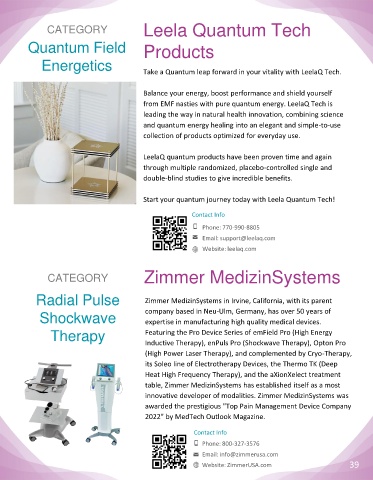 CATEGORY
Quantum Field
Energetics
Leela Quantum Tech
Products
Take a Quantum leap forward in your vitality with LeelaQ Tech.
Balance your energy, boost performance and shield yourself
from EMF nasties with pure quantum energy. LeelaQ Tech is
leading the way in natural health innovation, combining science
and quantum energy healing into an elegant and simple-to-use
collection of products optimized for everyday use.
LeelaQ quantum products have been proven time and again
through multiple randomized, placebo-controlled single and
double-blind studies to give incredible benefits.
Start your quantum journey today with Leela Quantum Tech!
Contact Info
Phone: 770-990-8805
Email: support@leelaq.com
Website: leelaq.com
CATEGORY
Radial Pulse
Shockwave
Therapy
Zimmer MedizinSystems
Zimmer MedizinSystems in Irvine, California, with its parent
company based in Neu-Ulm, Germany, has over 50 years of
expertise in manufacturing high quality medical devices.
Featuring the Pro Device Series of emField Pro (High Energy
Inductive Therapy), enPuls Pro (Shockwave Therapy), Opton Pro
(High Power Laser Therapy), and complemented by Cryo-Therapy,
its Soleo line of Electrotherapy Devices, the Thermo TK (Deep
Heat High Frequency Therapy), and the aXionXelect treatment
table, Zimmer MedizinSystems has established itself as a most
innovative developer of modalities. Zimmer MedizinSystems was
awarded the prestigious "Top Pain Management Device Company
2022" by MedTech Outlook Magazine.
Contact Info
Phone: 800-327-3576
Email: info@zimmerusa.com
Website: ZimmerUSA.com
39